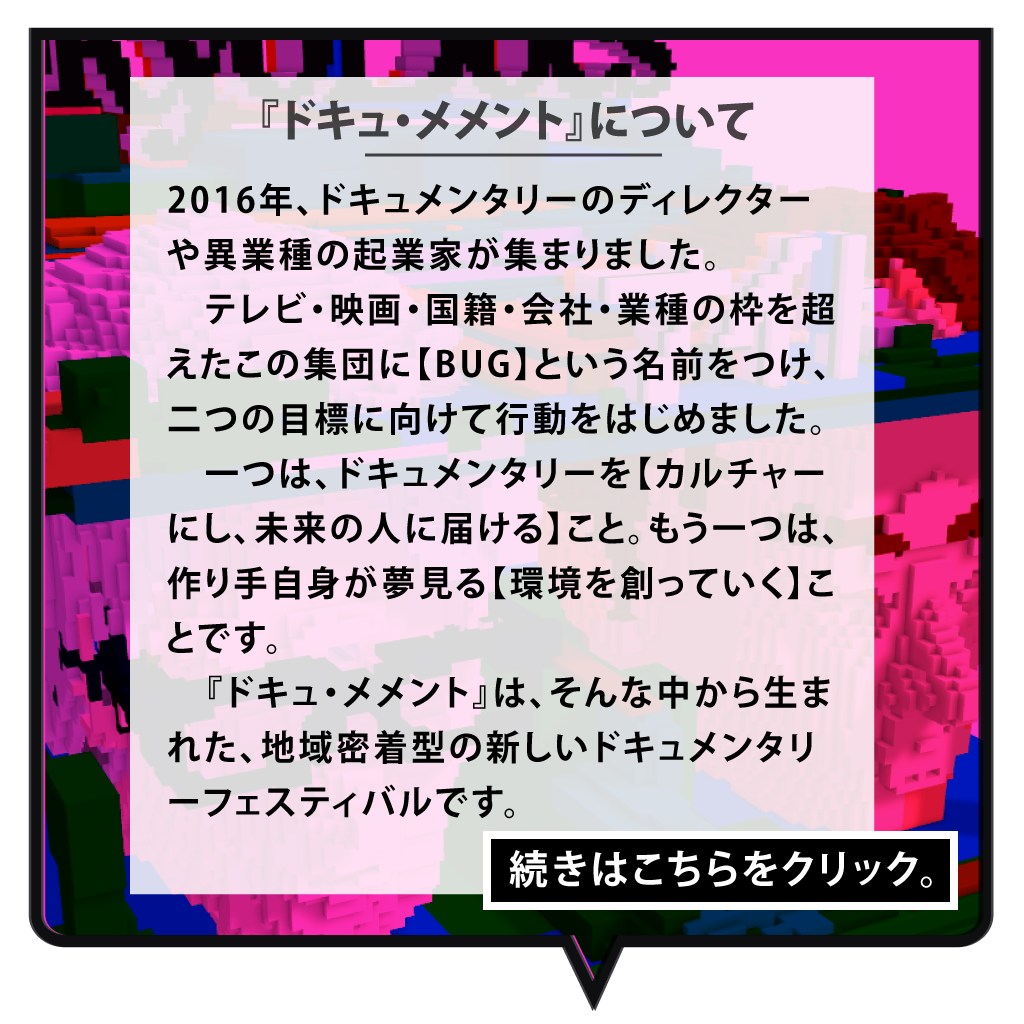 『ドキュ・メメント』について
2016年、ドキュメンタリーのディレクター
や異業種の起業家が集まりました。
　テレビ・映画・国籍・会社・業種の枠を超
えたこの集団に【BUG】という名前をつけ、
二つの目標に向けて行動をはじめました。
　一つは、ドキュメンタリーを【カルチャー
にし、未来の人に届ける】こと。もう一つは、
作り手自身が夢見る【環境を創っていく】こ
とです。
　『ドキュ・メメント』は、そんな中から生ま
れた、地域密着型の新しいドキュメンタリ
ーフェスティバルです。
続きはこちらをクリック。